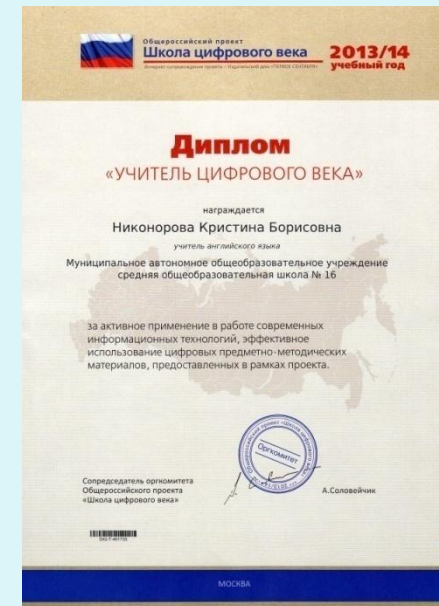 Общероссийский проект
Школа цифрового века
2013/14
учебный год
Диплом
«УЧИТЕЛЬ ЦИФРОВОГО ВЕКА»
награждается
Никонорова Кристина Борисовна
учитель английского языка
Муниципальное автономное общеобразовательное учреждение
средняя общеобразовательная школа № 16
за активное применение в работе современных
информационных технологий, эффективное
использование цифровых предметно-методических
материалов, предоставленных в рамках проекта.
Оргкомитет
Сопредседатель оргкомитета
Общероссийского проекта
«Школа цифрового века»
А.Соловейчик
МОСКВА